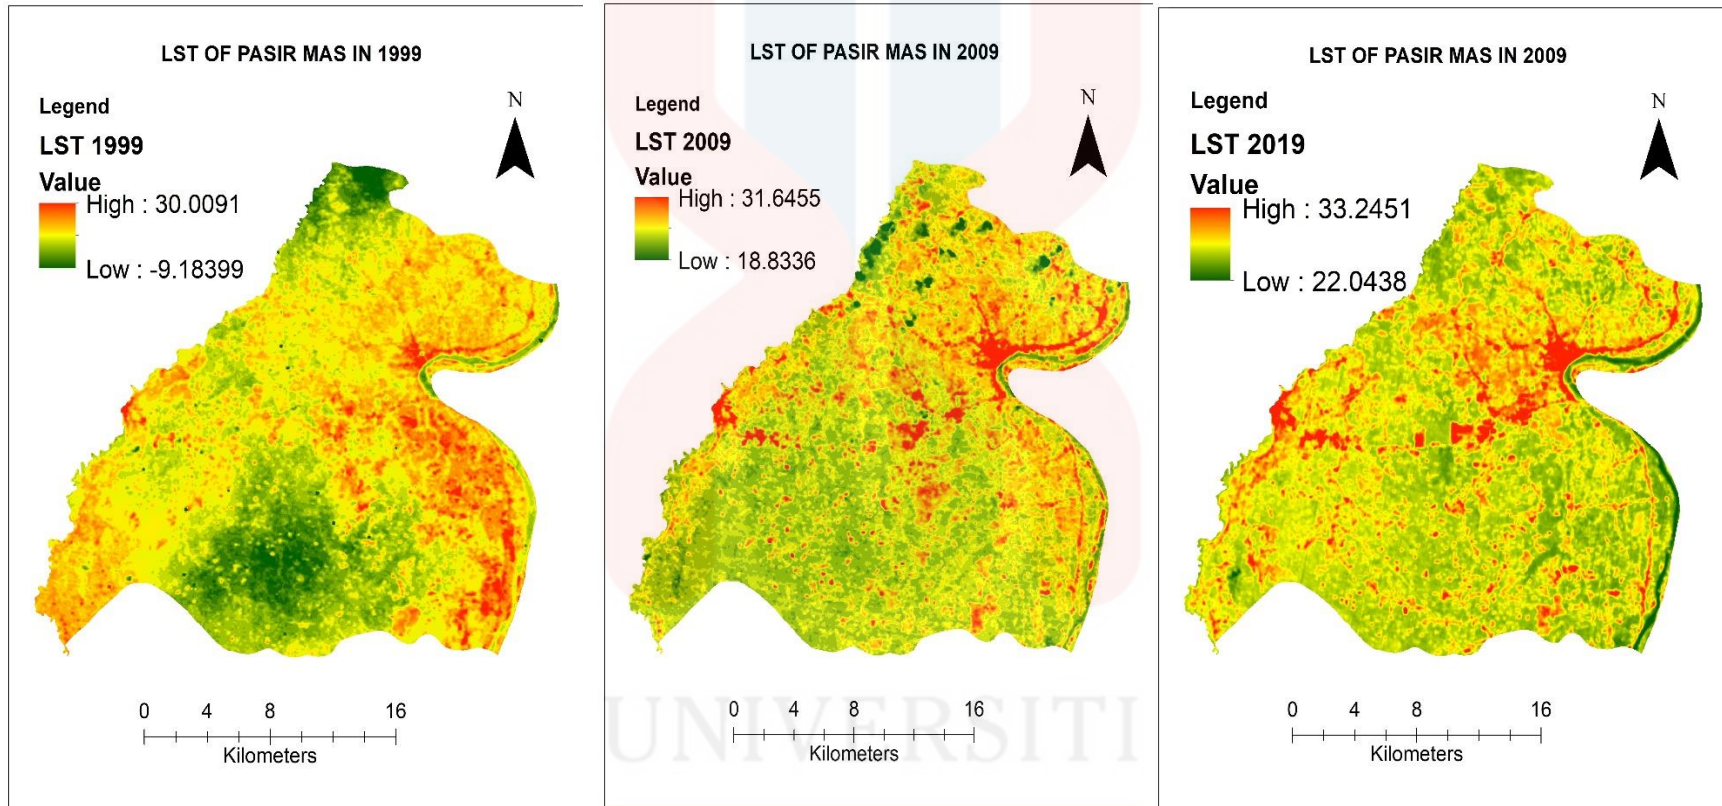 LST OF PASIR MAS IN 1999
N
Legend
LST 1999
Value
High : 30.0091
Low : -9.18399
0 4 8 16
Kilometers
LST OF PASIR MAS IN 2009
N
Legend
LST 2009
Value
High : 31.6455
Low : 18.8336
0 4 8 16
Kilometers
UNIVERSITI
LST OF PASIR MAS IN 2009
N
Legend
LST 2019
Value
High : 33.2451
Low : 22.0438
0 4 8 16
Kilometers